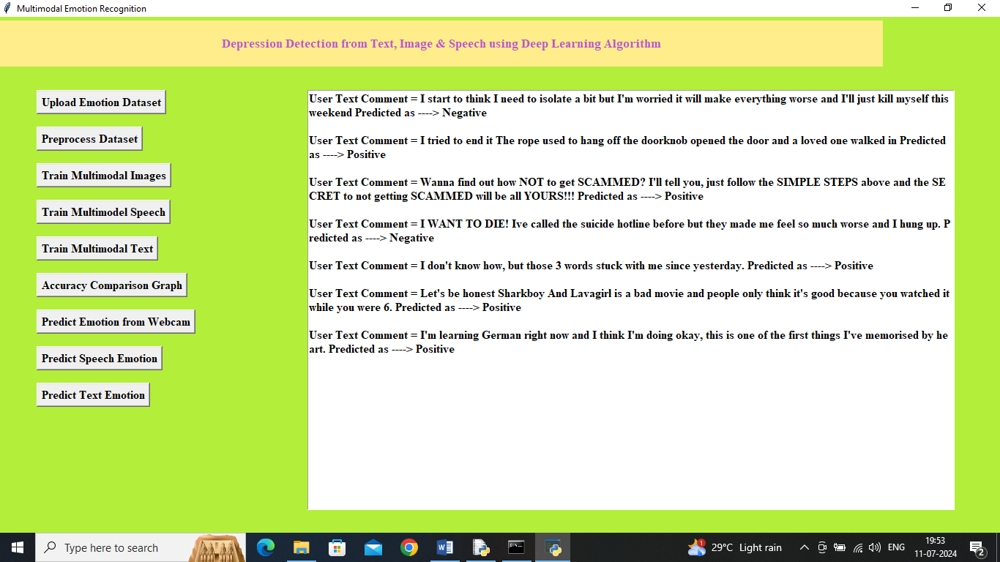 Multimodal Emotion Recognition
Depression Detection from Text, Image & Speech using Deep Learning Algorithm
Upload Emotion Dataset
Preprocess Dataset
Train Multimodal Images
Train Multimodel Speech
Train Multimodal Text
Accuracy Comparison Graph
Predict Emotion from Webcam
Predict Speech Emotion
Predict Text Emotion
User Text Comment = I start to think I need to isolate a bit but I'm worried it will make everything worse and I'll just kill myself this
weekend Predicted as ----> Negative
User Text Comment = I tried to end it The rope used to hang off the doorknob opened the door and a loved one walked in Predicted
as ----> Positive
User Text Comment = Wanna find out how NOT to get SCAMMED? I'll tell you, just follow the SIMPLE STEPS above and the SE
CRET to not getting SCAMMED will be all YOURS!!! Predicted as ----> Positive
User Text Comment = I WANT TO DIE! Ive called the suicide hotline before but they made me feel so much worse and I hung up. P
redicted as ----> Negative
User Text Comment = I don't know how, but those 3 words stuck with me since yesterday. Predicted as ----> Positive
User Text Comment = Let's be honest Sharkboy And Lavagirl is a bad movie and people only think it's good because you watched it
while you were 6. Predicted as ----> Positive
User Text Comment = I'm learning German right now and I think I'm doing okay, this is one of the first things I've memorised by he
art. Predicted as ----> Positive
Type here to search
W
1
29°C Light rain
ENG
19:53
11-07-2024
2